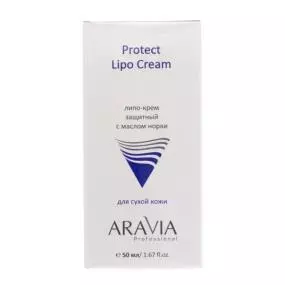 Protect
Lipo Cream
липо-крем
защитный
с маслом норки
для сухой кожи
ARAVIA
Professional
℮ 50 мл/ 1.67 fl.oz.